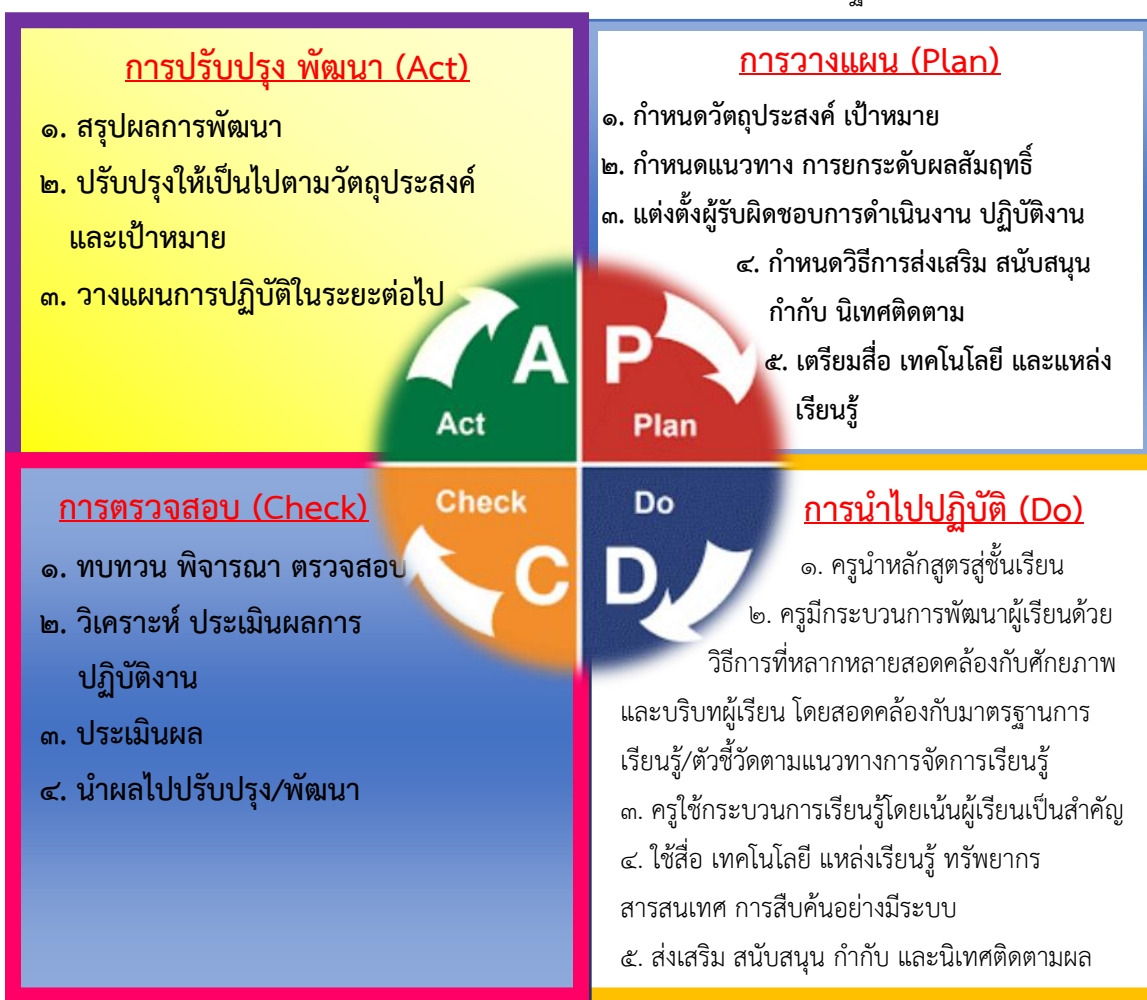 การปรับปรุง พัฒนา (Act)
๑. สรุปผลการพัฒนา
๒. ปรับปรุงให้เป็นไปตามวัตถุประสงค์
และเป้าหมาย
๓. วางแผนการปฏิบัติในระยะต่อไป
การวางแผน (Plan)
๑. กำหนดวัตถุประสงค์ เป้าหมาย
๒. กำหนดแนวทาง การยกระดับผลสัมฤทธิ์
๓. แต่งตั้งผู้รับผิดชอบการดำเนินงาน ปฏิบัติงาน
๔. กำหนดวิธีการส่งเสริม สนับสนุน
กำกับ นิเทศติดตาม
๕. เตรียมสื่อ เทคโนโลยี และแหล่ง
เรียนรู้
A
Act
P
Plan
Check
C
Do
D
การตรวจสอบ (Check)
๑. ทบทวน พิจารณา ตรวจสอบ
๒. วิเคราะห์ ประเมินผลการ
ปฏิบัติงาน
๓. ประเมินผล
๔. นำผลไปปรับปรุง/พัฒนา
การนำไปปฏิบัติ (Do)
๑. ครูนำหลักสูตรสู่ชั้นเรียน
๒. ครูมีกระบวนการพัฒนาผู้เรียนด้วย
วิธีการที่หลากหลายสอดคล้องกับศักยภาพ
และบริบทผู้เรียน โดยสอดคล้องกับมาตรฐานการ
เรียนรู้/ตัวชี้วัดตามแนวทางการจัดการเรียนรู้
๓. ครูใช้กระบวนการเรียนรู้โดยเน้นผู้เรียนเป็นสำคัญ
๔. ใช้สื่อ เทคโนโลยี แหล่งเรียนรู้ ทรัพยากร
สารสนเทศ การสืบค้นอย่างมีระบบ
๕. ส่งเสริม สนับสนุน กำกับ และนิเทศติดตามผล